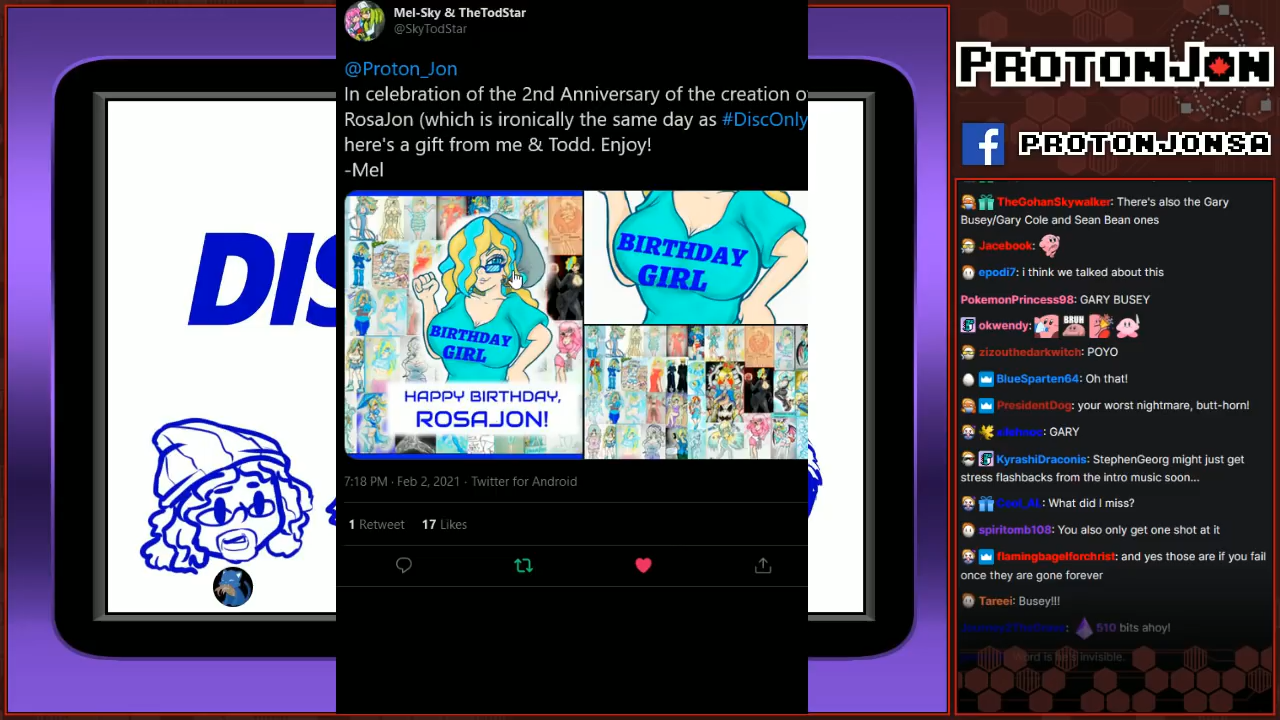 Mel-Sky & TheTodStar
@SkyTodStar
@Proton_Jon
In celebration of the 2nd Anniversary of the creation o
RosaJon (which is ironically the same day as #DiscOnly
here's a gift from me & Todd. Enjoy!
-Mel
BIRTHDAY
GIRL
HAPPY BIRTHDAY,
ROSAJON!
BIRTHDAY
GIRL
7:18 PM · Feb 2, 2021 · Twitter for Android
1 Retweet 17 Likes
DIS
PROTONJON
f PROTONJONSA
TheGohanSkywalker: There's also the Gary
Busey/Gary Cole and Sean Bean ones
Jacebook:
epodi7: i think we talked about this
PokemonPrincess98: GARY BUSEY
okwendy: BRUH
zizouthedarkwitch: POYO
BlueSparten64: Oh that!
PresidentDog: your worst nightmare, butt-horn!
GARY
KyrashiDraconis: StephenGeorg might just get
stress flashbacks from the intro music soon...
Cool_AL: What did I miss?
spiritomb108: You also only get one shot at it
flamingbagelforchrist: and yes those are if you fail
once they are gone forever
Tareei: Busey!!!
510 bits ahoy!
Word is he's invisible.